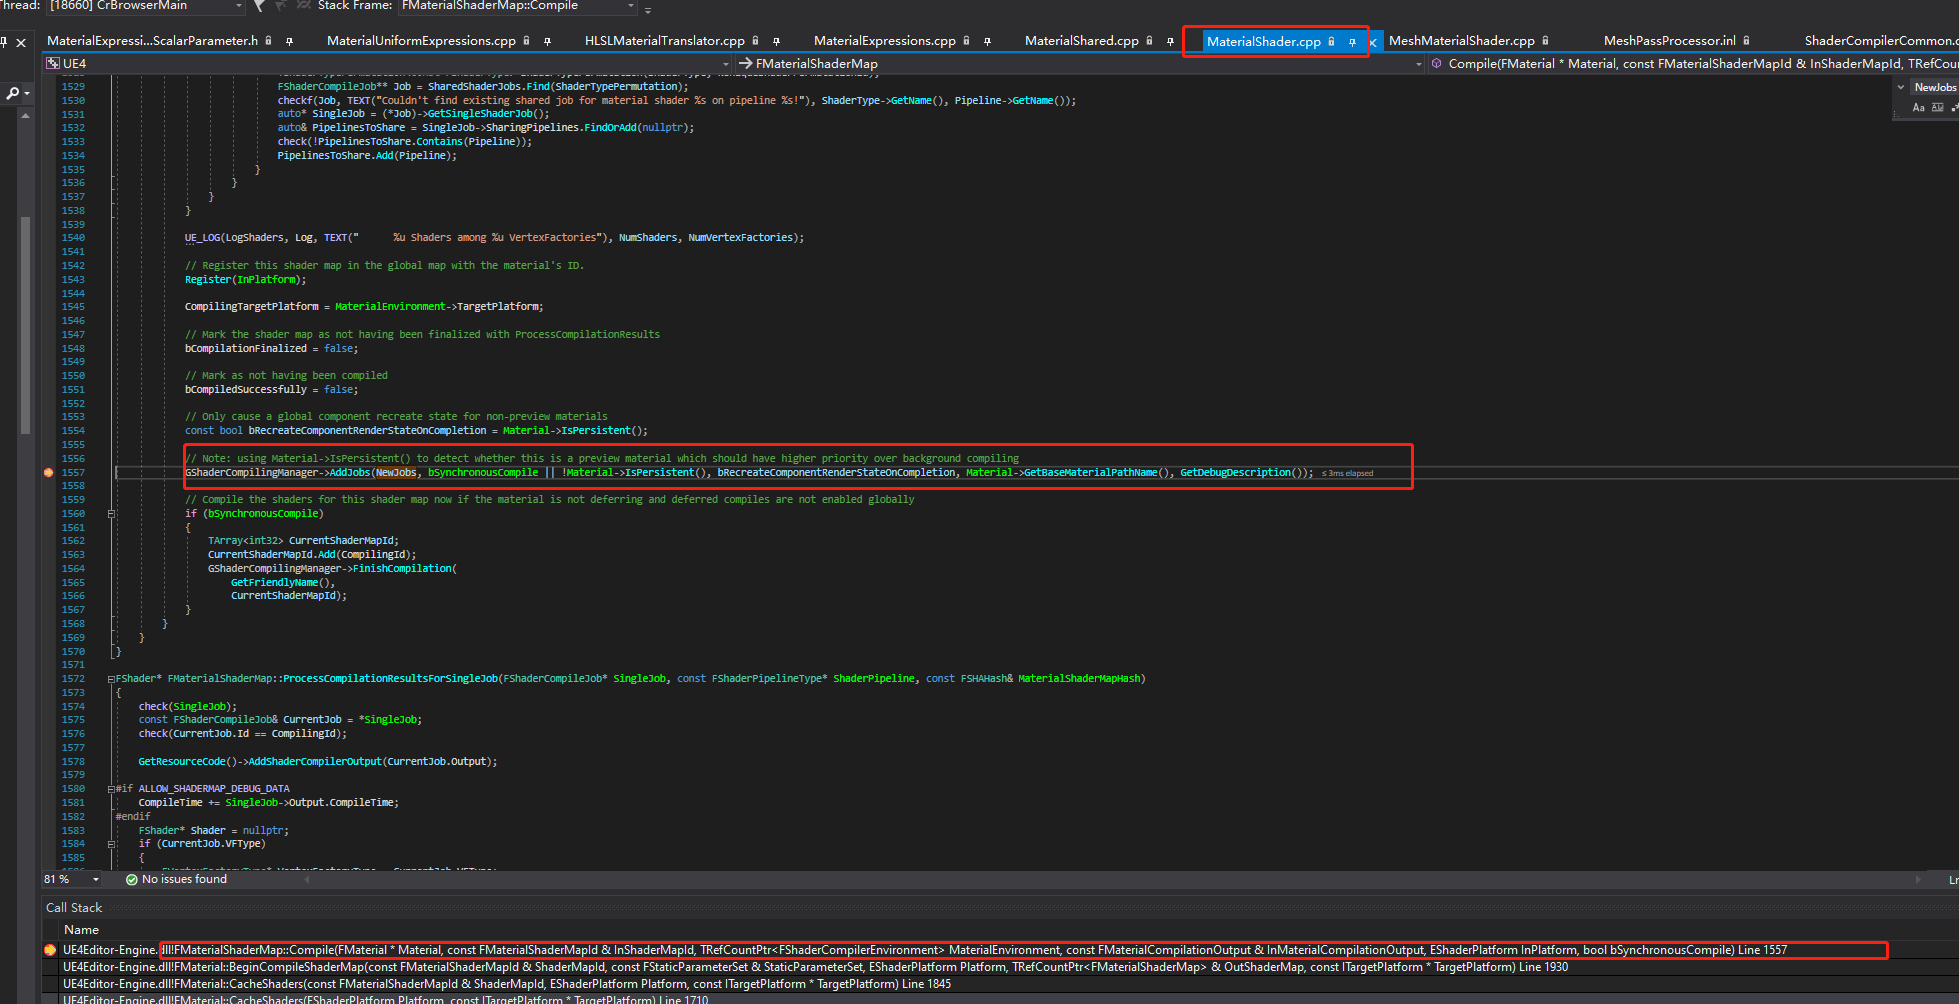 Thread: [18660] CrBrowserMain Stack Frame: FMaterialShaderMap::Compile
MaterialExpressi...ScalarParameter.h MaterialUniformExpressions.cpp HLSLMaterialTranslator.cpp MaterialExpressions.cpp MaterialShared.cpp MaterialShader.cpp MeshMaterialShader.cpp MeshPassProcessor.inl ShaderCompilerCommon.c
UE4 FMaterialShaderMap Compile(FMaterial * Material, const FMaterialShaderMapId & InShaderMapId, TRefCount
NewJobs
Aa
1529 FShaderCompileJob** Job = SharedShaderJobs.Find(ShaderTypePermutation);
1530 checkf(Job, TEXT("Couldn't find existing shared job for material shader %s on pipeline %s!"), ShaderType->GetName(), Pipeline->GetName());
1531 auto* SingleJob = (*Job)->GetSingleShaderJob();
1532 auto& PipelinesToShare = SingleJob->SharingPipelines.FindOrAdd(nullptr);
1533 check(!PipelinesToShare.Contains(Pipeline));
1534 PipelinesToShare.Add(Pipeline);
1535 }
1536 }
1537 }
1538 }
1539
1540 UE_LOG(LogShaders, Log, TEXT("     %u Shaders among %u VertexFactories"), NumShaders, NumVertexFactories);
1541
1542 // Register this shader map in the global map with the material's ID.
1543 Register(InPlatform);
1544
1545 CompilingTargetPlatform = MaterialEnvironment->TargetPlatform;
1546
1547 // Mark the shader map as not having been finalized with ProcessCompilationResults
1548 bCompilationFinalized = false;
1549
1550 // Mark as not having been compiled
1551 bCompiledSuccessfully = false;
1552
1553 // Only cause a global component recreate state for non-preview materials
1554 const bool bRecreateComponentRenderStateOnCompletion = Material->IsPersistent();
1555
1556 // Note: using Material->IsPersistent() to detect whether this is a preview material which should have higher priority over background compiling
1557 GShaderCompilingManager->AddJobs(NewJobs, bSynchronousCompile || !Material->IsPersistent(), bRecreateComponentRenderStateOnCompletion, Material->GetBaseMaterialPathName(), GetDebugDescription()); ≤ 3ms elapsed
1558
1559 // Compile the shaders for this shader map now if the material is not deferring and deferred compiles are not enabled globally
1560 if (bSynchronousCompile)
1561 {
1562 TArray<int32> CurrentShaderMapId;
1563 CurrentShaderMapId.Add(CompilingId);
1564 GShaderCompilingManager->FinishCompilation(
1565 GetFriendlyName(),
1566 CurrentShaderMapId);
1567 }
1568 }
1569 }
1570 }
1571
1572 FShader* FMaterialShaderMap::ProcessCompilationResultsForSingleJob(FShaderCompileJob* SingleJob, const FShaderPipelineType* ShaderPipeline, const FSHAHash& MaterialShaderMapHash)
1573 {
1574 check(SingleJob);
1575 const FShaderCompileJob& CurrentJob = *SingleJob;
1576 check(CurrentJob.Id == CompilingId);
1577
1578 GetResourceCode()->AddShaderCompilerOutput(CurrentJob.Output);
1579
1580 #if ALLOW_SHADERMAP_DEBUG_DATA
1581 CompileTime += SingleJob->Output.CompileTime;
1582 #endif
1583 FShader* Shader = nullptr;
1584 if (CurrentJob.VFType)
1585 {
81 % No issues found
Call Stack
Name
UE4Editor-Engine.dll!FMaterialShaderMap::Compile(FMaterial * Material, const FMaterialShaderMapId & InShaderMapId, TRefCountPtr<FShaderCompilerEnvironment> MaterialEnvironment, const FMaterialCompilationOutput & InMaterialCompilationOutput, EShaderPlatform InPlatform, bool bSynchronousCompile) Line 1557
UE4Editor-Engine.dll!FMaterial::BeginCompileShaderMap(const FMaterialShaderMapId & ShaderMapId, const FStaticParameterSet & StaticParameterSet, EShaderPlatform Platform, TRefCountPtr<FMaterialShaderMap> & OutShaderMap, const ITargetPlatform * TargetPlatform) Line 1930
UE4Editor-Engine.dll!FMaterial::CacheShaders(const FMaterialShaderMapId & ShaderMapId, EShaderPlatform Platform, const ITargetPlatform * TargetPlatform) Line 1845
UE4Editor-Engine.dll!FMaterial::CacheShaders(EShaderPlatform Platform, const ITargetPlatform * TargetPlatform) Line 1710